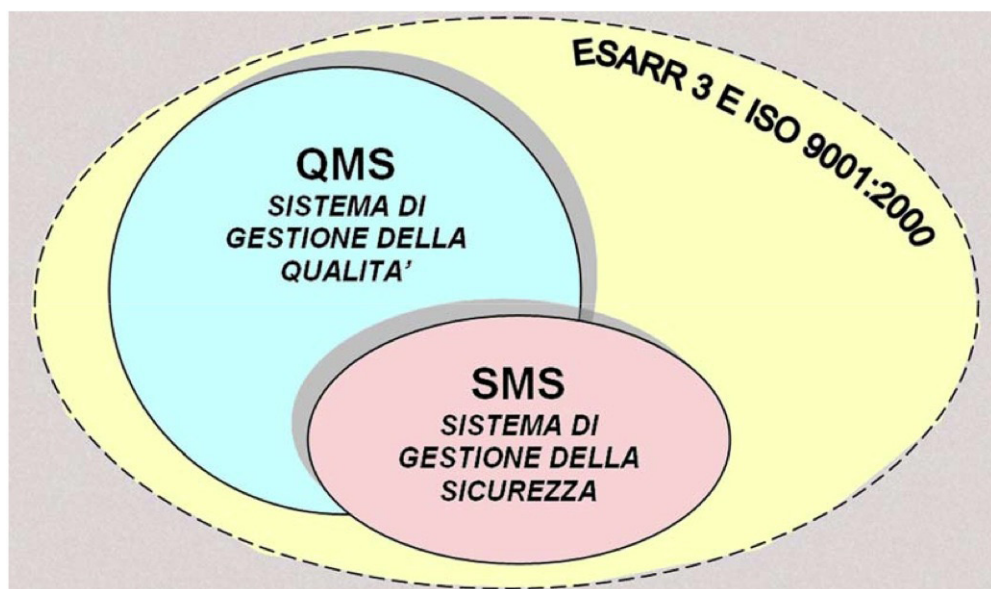 ESARR 3 E ISO 9001:2000
QMS
SISTEMA DI
GESTIONE DELLA
QUALITA'
SMS
SISTEMA DI
GESTIONE DELLA
SICUREZZA